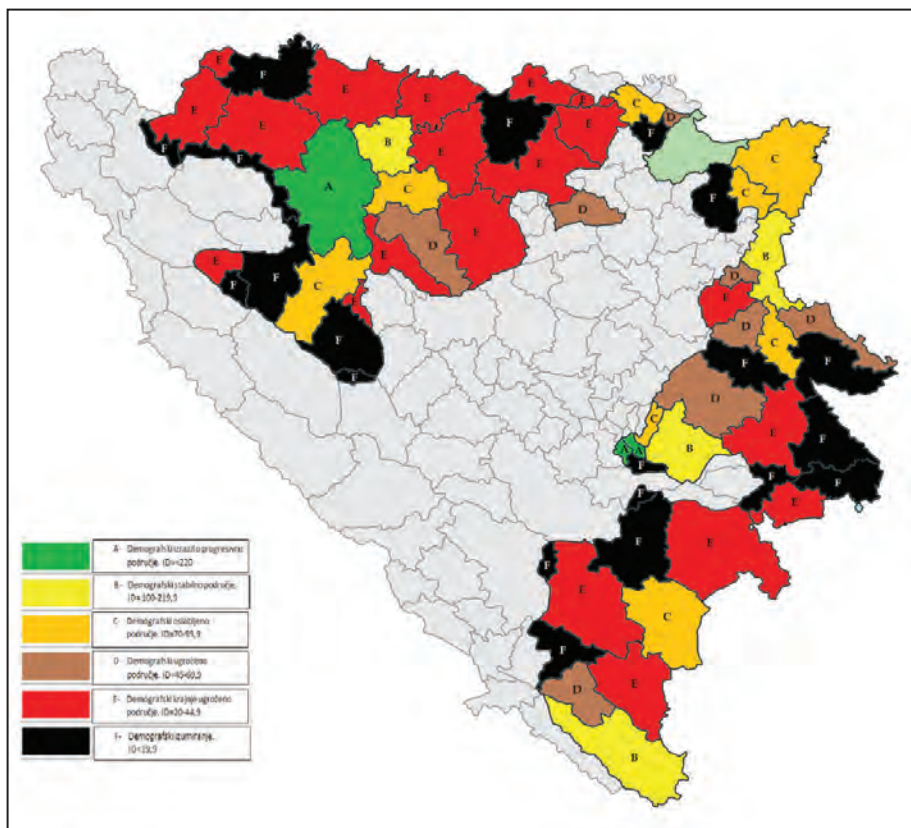 E
F
E
E
E
E
C
D
E
E
F
E
F
B
E
C
F
F
E
A
C
F
C
D
D
E
E
B
E
F
C
D
E
D
D
F
C
F
F
F
D
C
E
F
A A
B
F
F
F
E
F
E
F
E
C
F
D
E
B
A- Demografski izrazito progresivno
područje. ID=<220
B- Demografski stabilno područje.
ID=100-219,9
C- Demografski oslabljeno
područje. ID=70-99,9
D- Demografski ugroženo
područje. ID=45-69,9
E- Demografski krajnje ugroženo
područje. ID=20-44,9
F- Demografski izumiranje.
ID<19,9